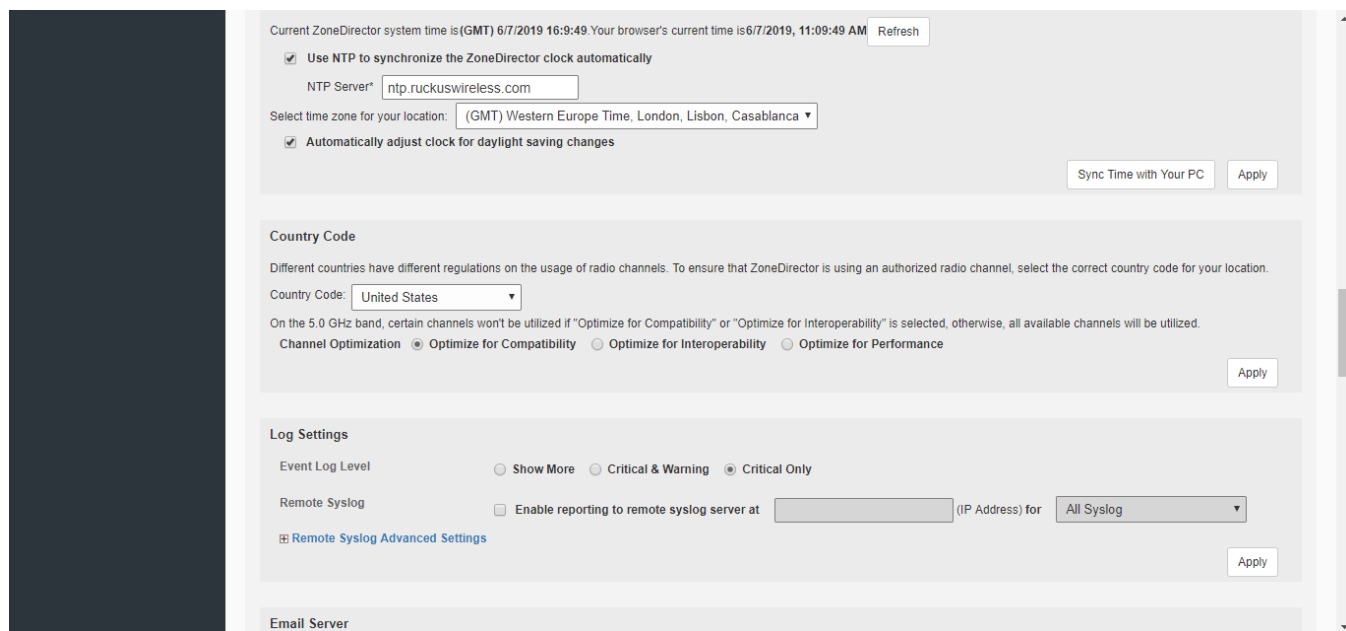 Current ZoneDirector system time is(GMT) 6/7/2019 16:9:49.Your browser's current time is6/7/2019, 11:09:49 AM Refresh
Use NTP to synchronize the ZoneDirector clock automatically
NTP Server* ntp.ruckuswireless.com
Select time zone for your location: (GMT) Western Europe Time, London, Lisbon, Casablanca
Automatically adjust clock for daylight saving changes
Sync Time with Your PC Apply
Country Code
Different countries have different regulations on the usage of radio channels. To ensure that ZoneDirector is using an authorized radio channel, select the correct country code for your location.
Country Code: United States
On the 5.0 GHz band, certain channels won't be utilized if "Optimize for Compatibility" or "Optimize for Interoperability" is selected, otherwise, all available channels will be utilized.
Channel Optimization Optimize for Compatibility Optimize for Interoperability Optimize for Performance
Apply
Log Settings
Event Log Level Show More Critical & Warning Critical Only
Remote Syslog Enable reporting to remote syslog server at (IP Address) for All Syslog
Remote Syslog Advanced Settings
Apply
Email Server